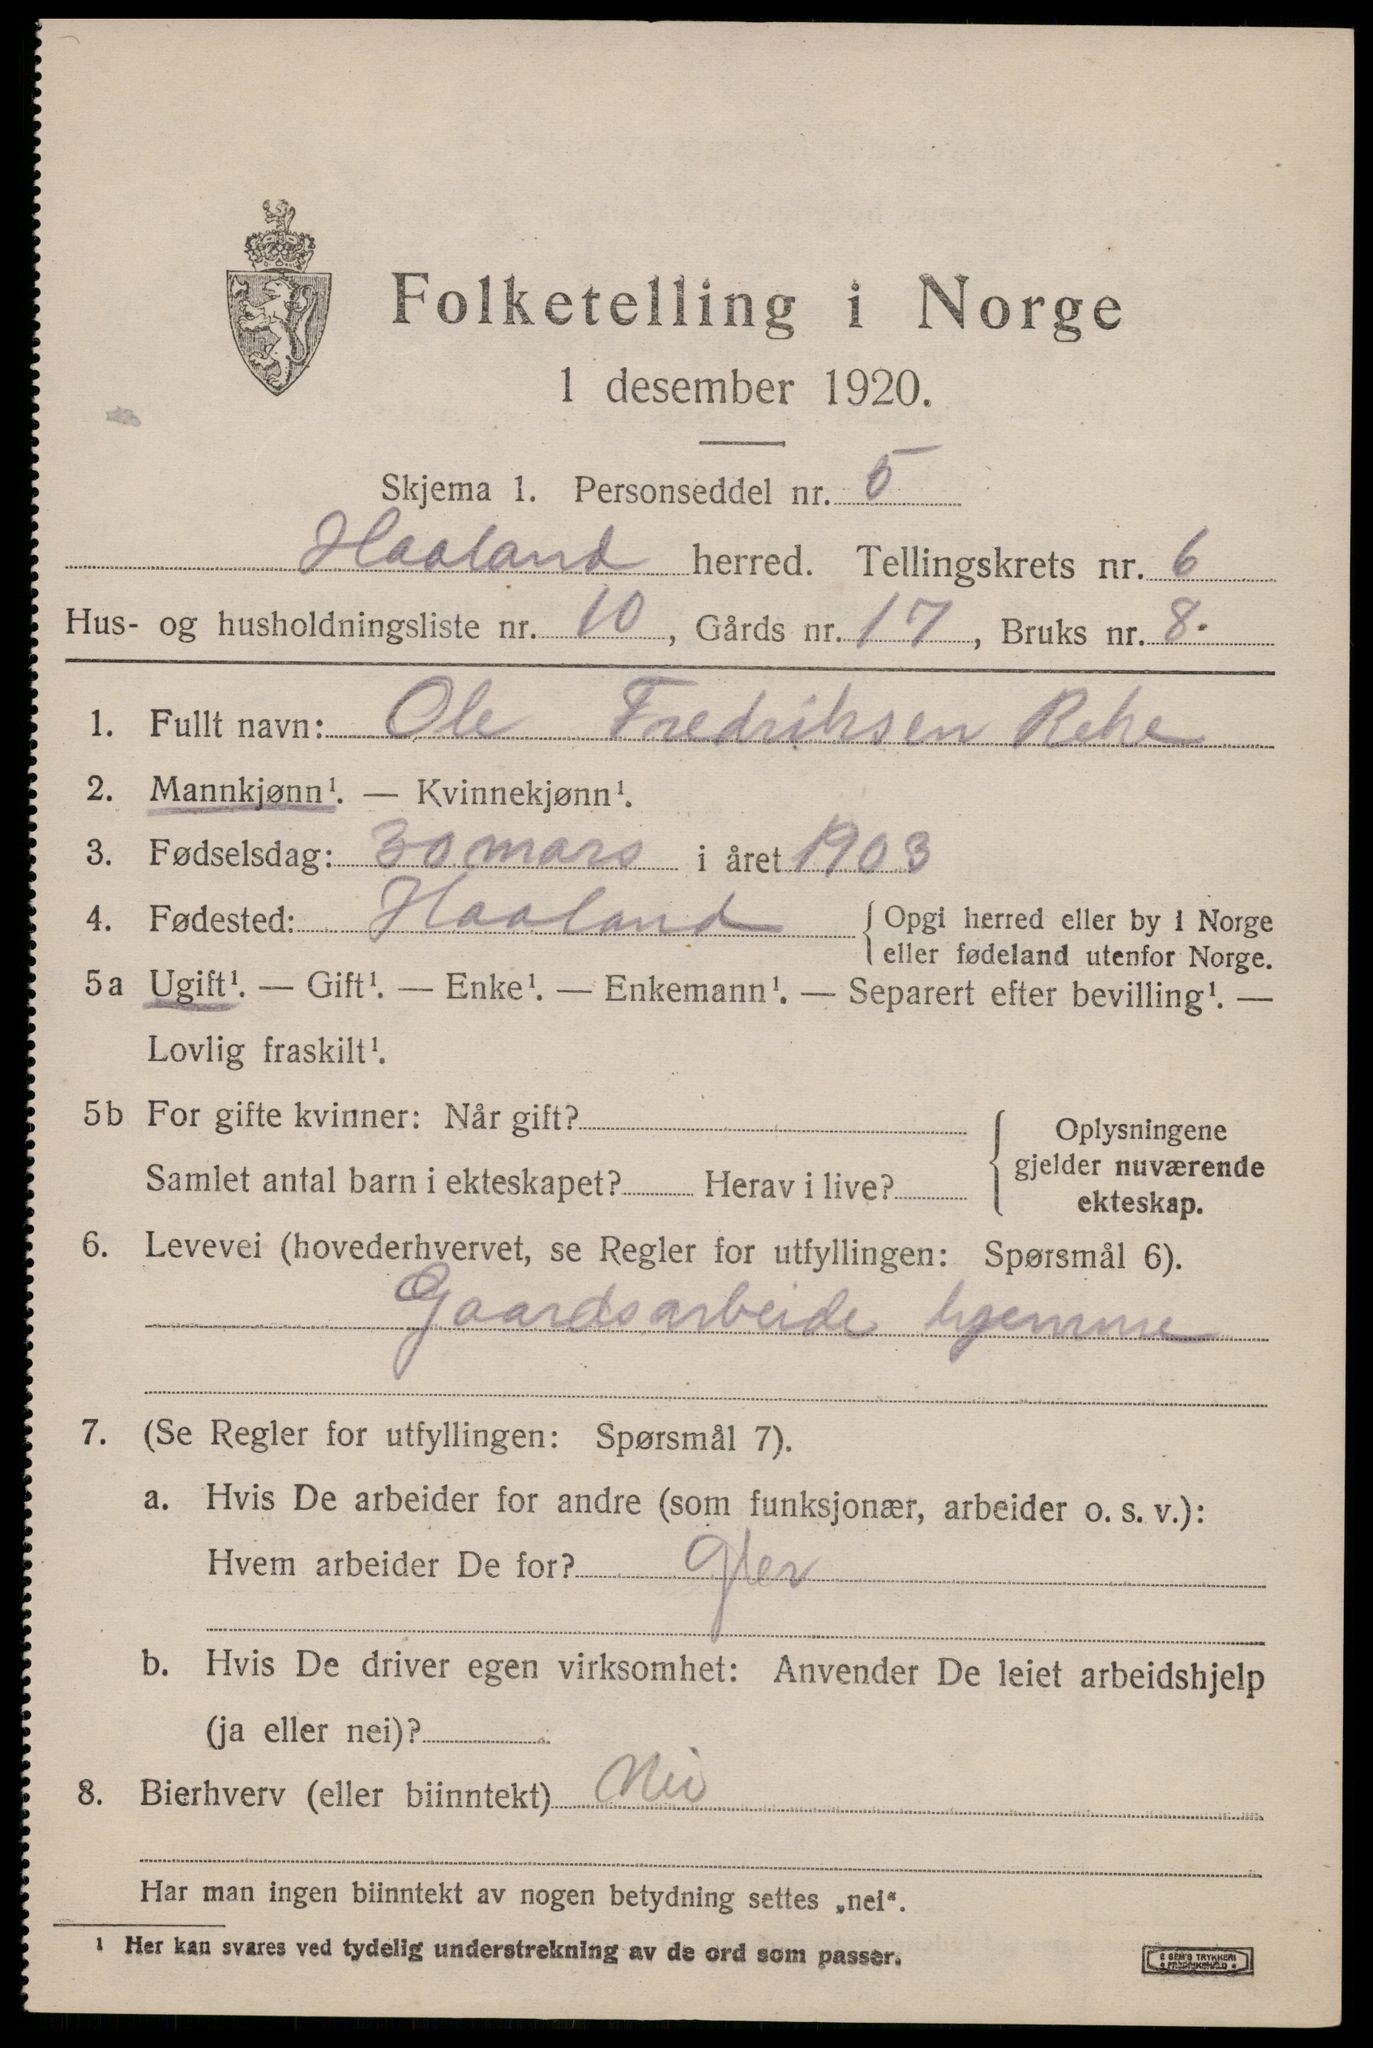 Folketelling i Norge
1 desember 1920.
Skjema 1. Personseddel nr. 5
Haaland herred. Tellingskrets nr. 6
Hus- og husholdningsliste nr. 10, Gårds nr. 17, Bruks nr. 8.
1. Fullt navn: Ole Fredriksen Reke
2. Mannkjønn¹. — Kvinnekjønn¹.
3. Fødselsdag: 30 mars i året 1903
4. Fødested: Haaland { Opgi herred eller by i Norge
eller fødeland utenfor Norge.
5a Ugift¹. — Gift¹. — Enke¹. — Enkemann¹. — Separert efter bevilling¹. —
Lovlig fraskilt¹.
5b For gifte kvinner: Når gift?
Samlet antal barn i ekteskapet? Herav i live?
Oplysningene
gjelder nuværende
ekteskap.
6. Levevei (hovederhvervet, se Regler for utfyllingen: Spørsmål 6).
Gaardsarbeide hjemme
7. (Se Regler for utfyllingen: Spørsmål 7).
a. Hvis De arbeider for andre (som funksjonær, arbeider o. s. v.):
Hvem arbeider De for?
b. Hvis De driver egen virksomhet: Anvender De leiet arbeidshjelp
(ja eller nei)?
8. Bierhverv (eller biinntekt) Nei
Har man ingen biinntekt av nogen betydning settes „nei“.
¹ Her kan svares ved tydelig understrekning av de ord som passer.
E SEM'S TRYKKERI
FREDRIKSHALD